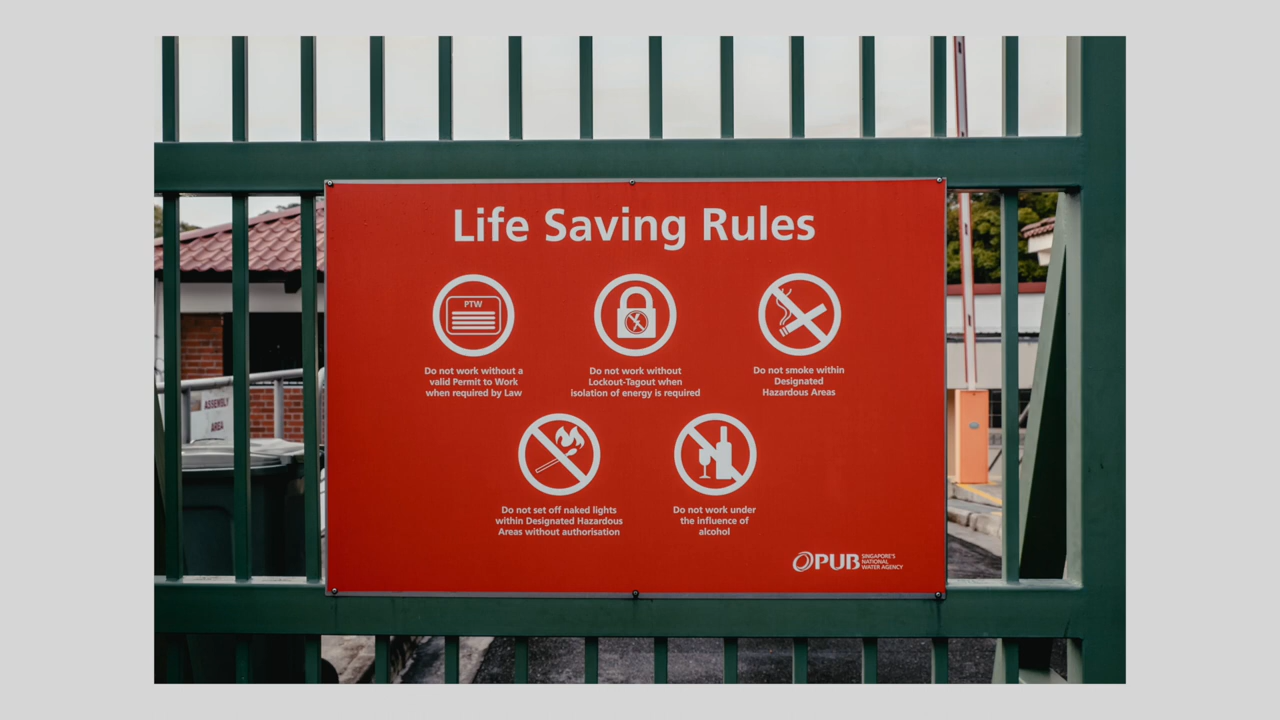 Life Saving Rules
PTW
Do not work without a
valid Permit to Work
when required by Law
Do not work without
Lockout-Tagout when
isolation of energy is required
Do not smoke within
Designated
Hazardous Areas
Do not set off naked lights
within Designated Hazardous
Areas without authorisation
Do not work under
the influence of
alcohol
PUB
SINGAPORE'S
NATIONAL
WATER AGENCY
ASSEMBLY
AREA